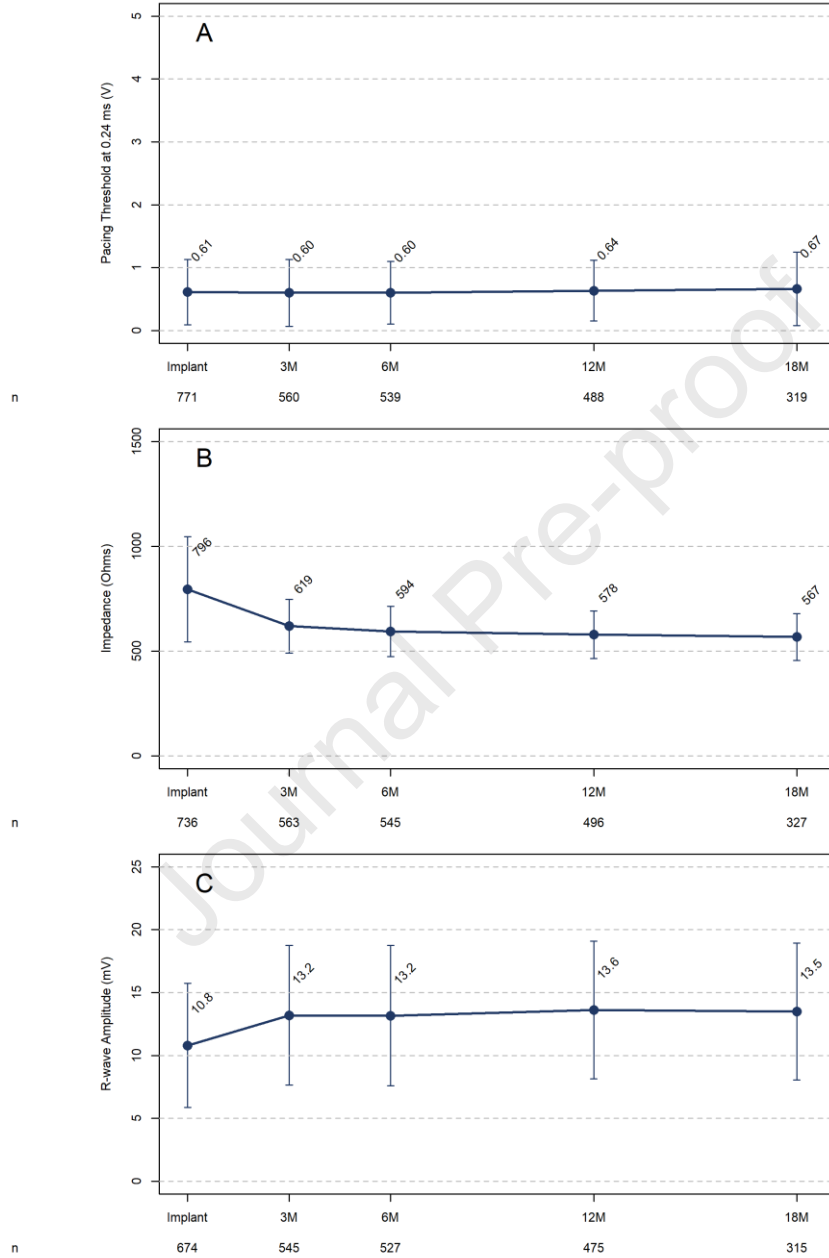 A
Pacing Threshold at 0.24 ms (V)
5
4
3
2
1
0
0.61
0.60
0.60
0.64
0.67
Implant 3M 6M 12M 18M
n 771 560 539 488 319
B
Impedance (Ohms)
1500
1000
500
0
796
619
594
578
567
Implant 3M 6M 12M 18M
n 736 563 545 496 327
C
R-wave Amplitude (mV)
25
20
15
10
5
0
10.8
13.2
13.2
13.6
13.5
Implant 3M 6M 12M 18M
n 674 545 527 475 315
Journal Pre-proof